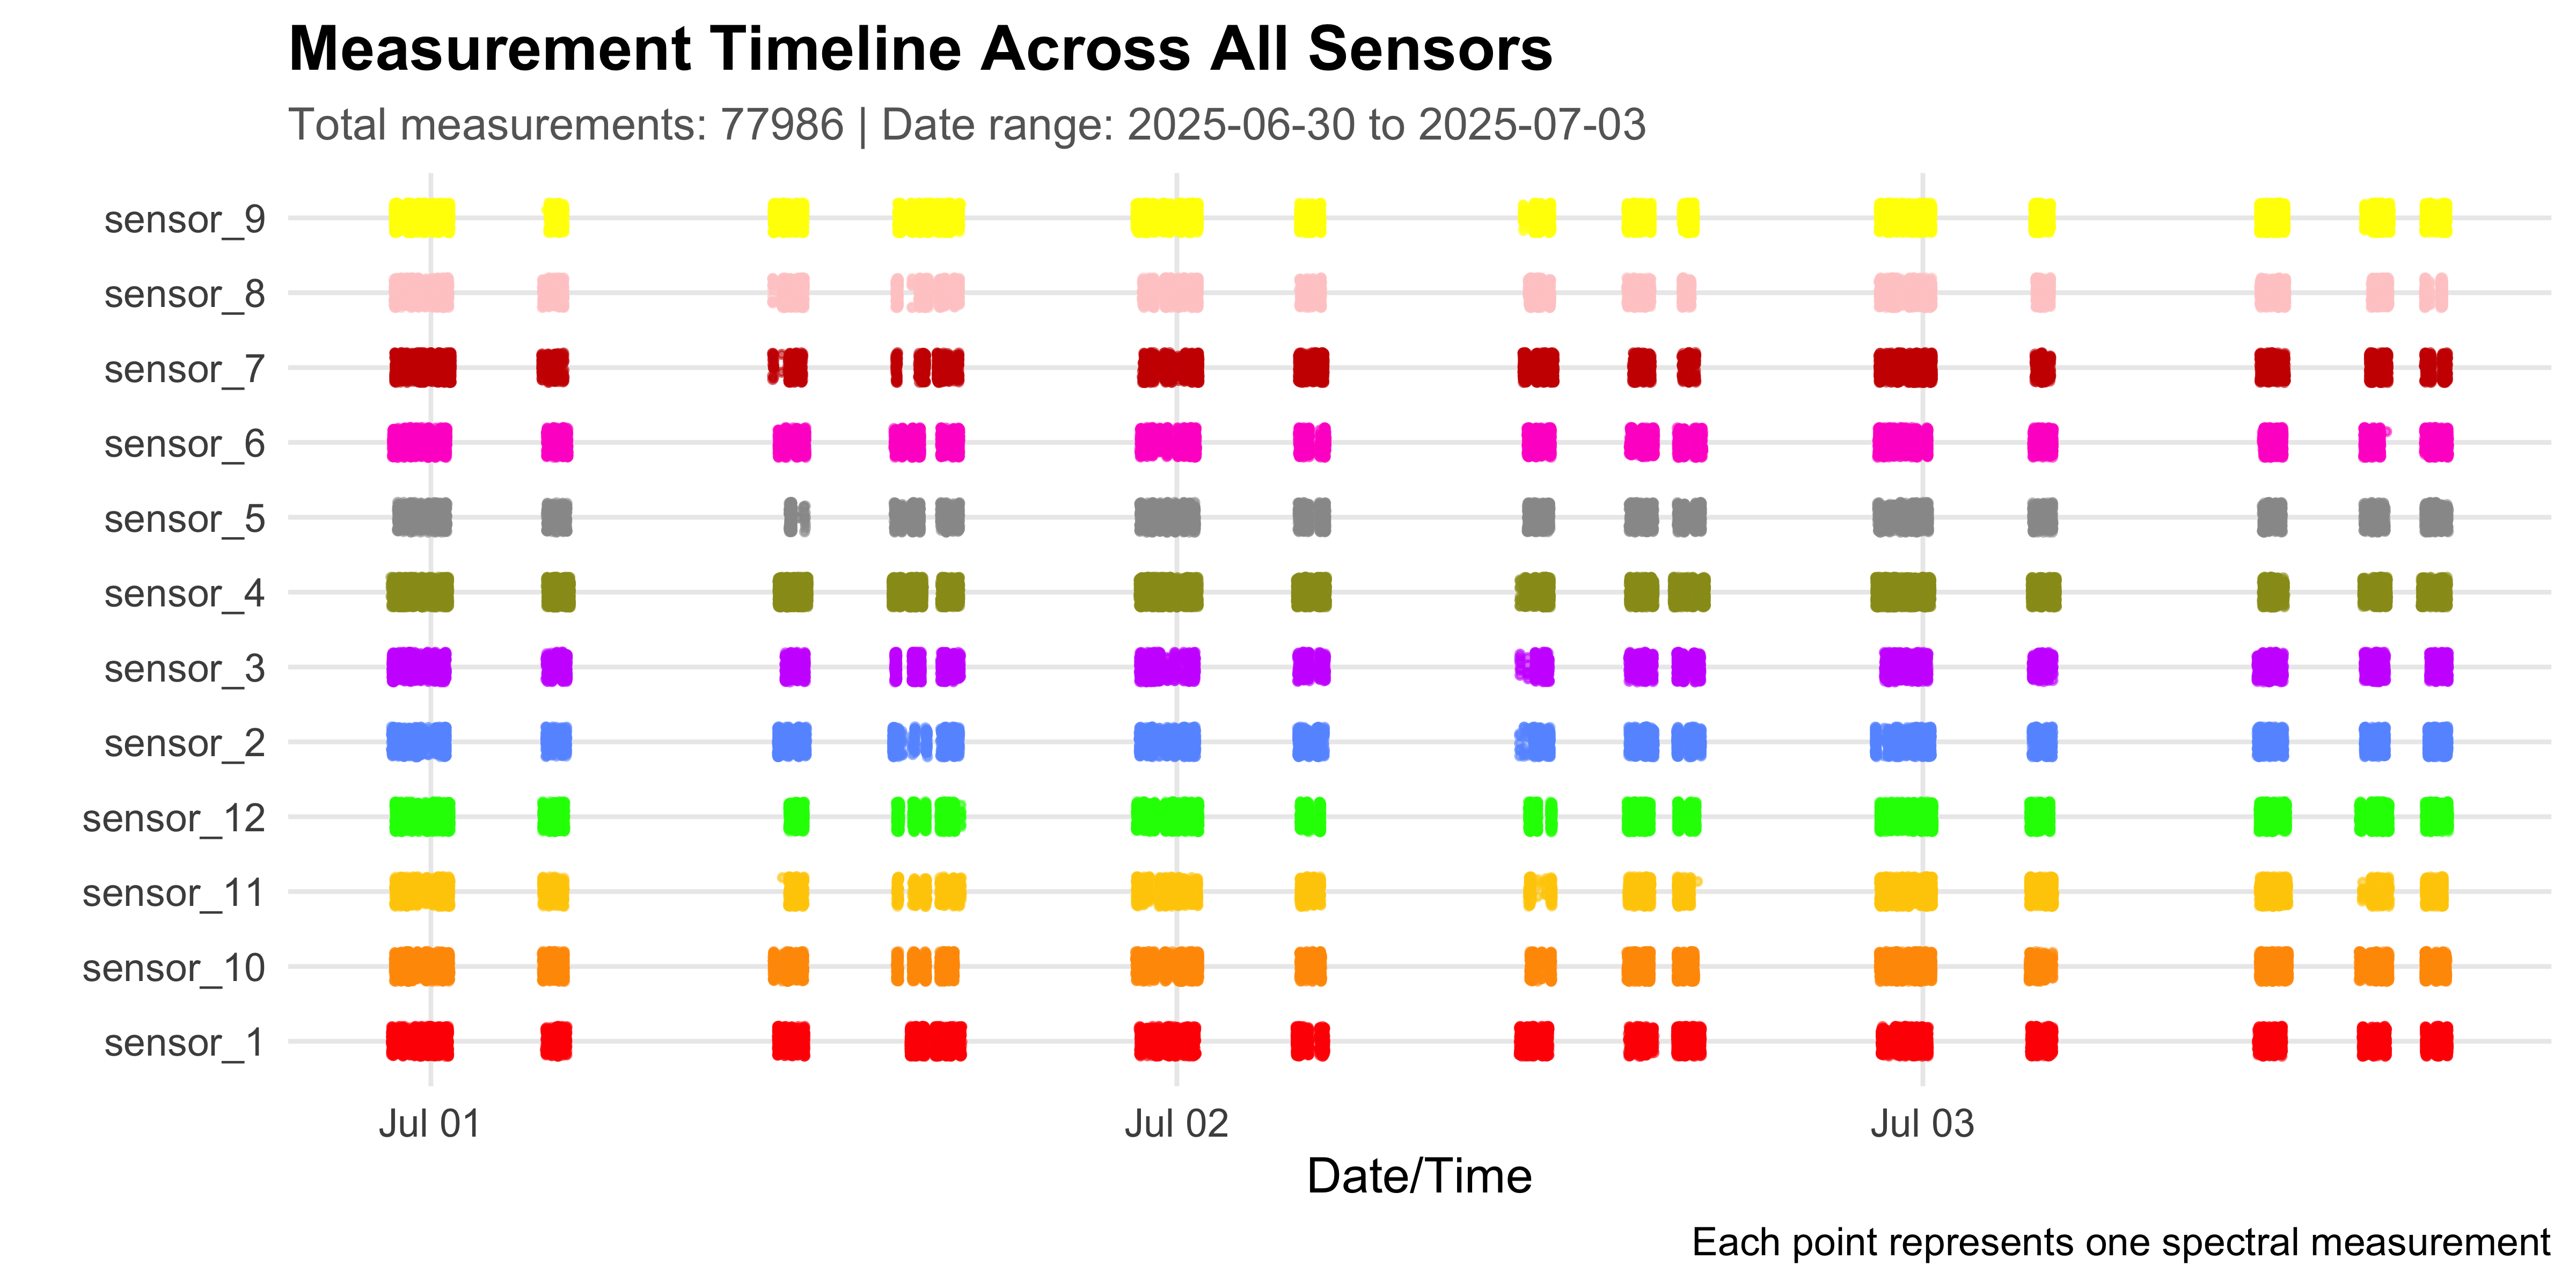 Measurement Timeline Across All Sensors
Total measurements: 77986 | Date range: 2025-06-30 to 2025-07-03
sensor_9
sensor_8
sensor_7
sensor_6
sensor_5
sensor_4
sensor_3
sensor_2
sensor_12
sensor_11
sensor_10
sensor_1
Jul 01 Jul 02 Jul 03
Date/Time
Each point represents one spectral measurement